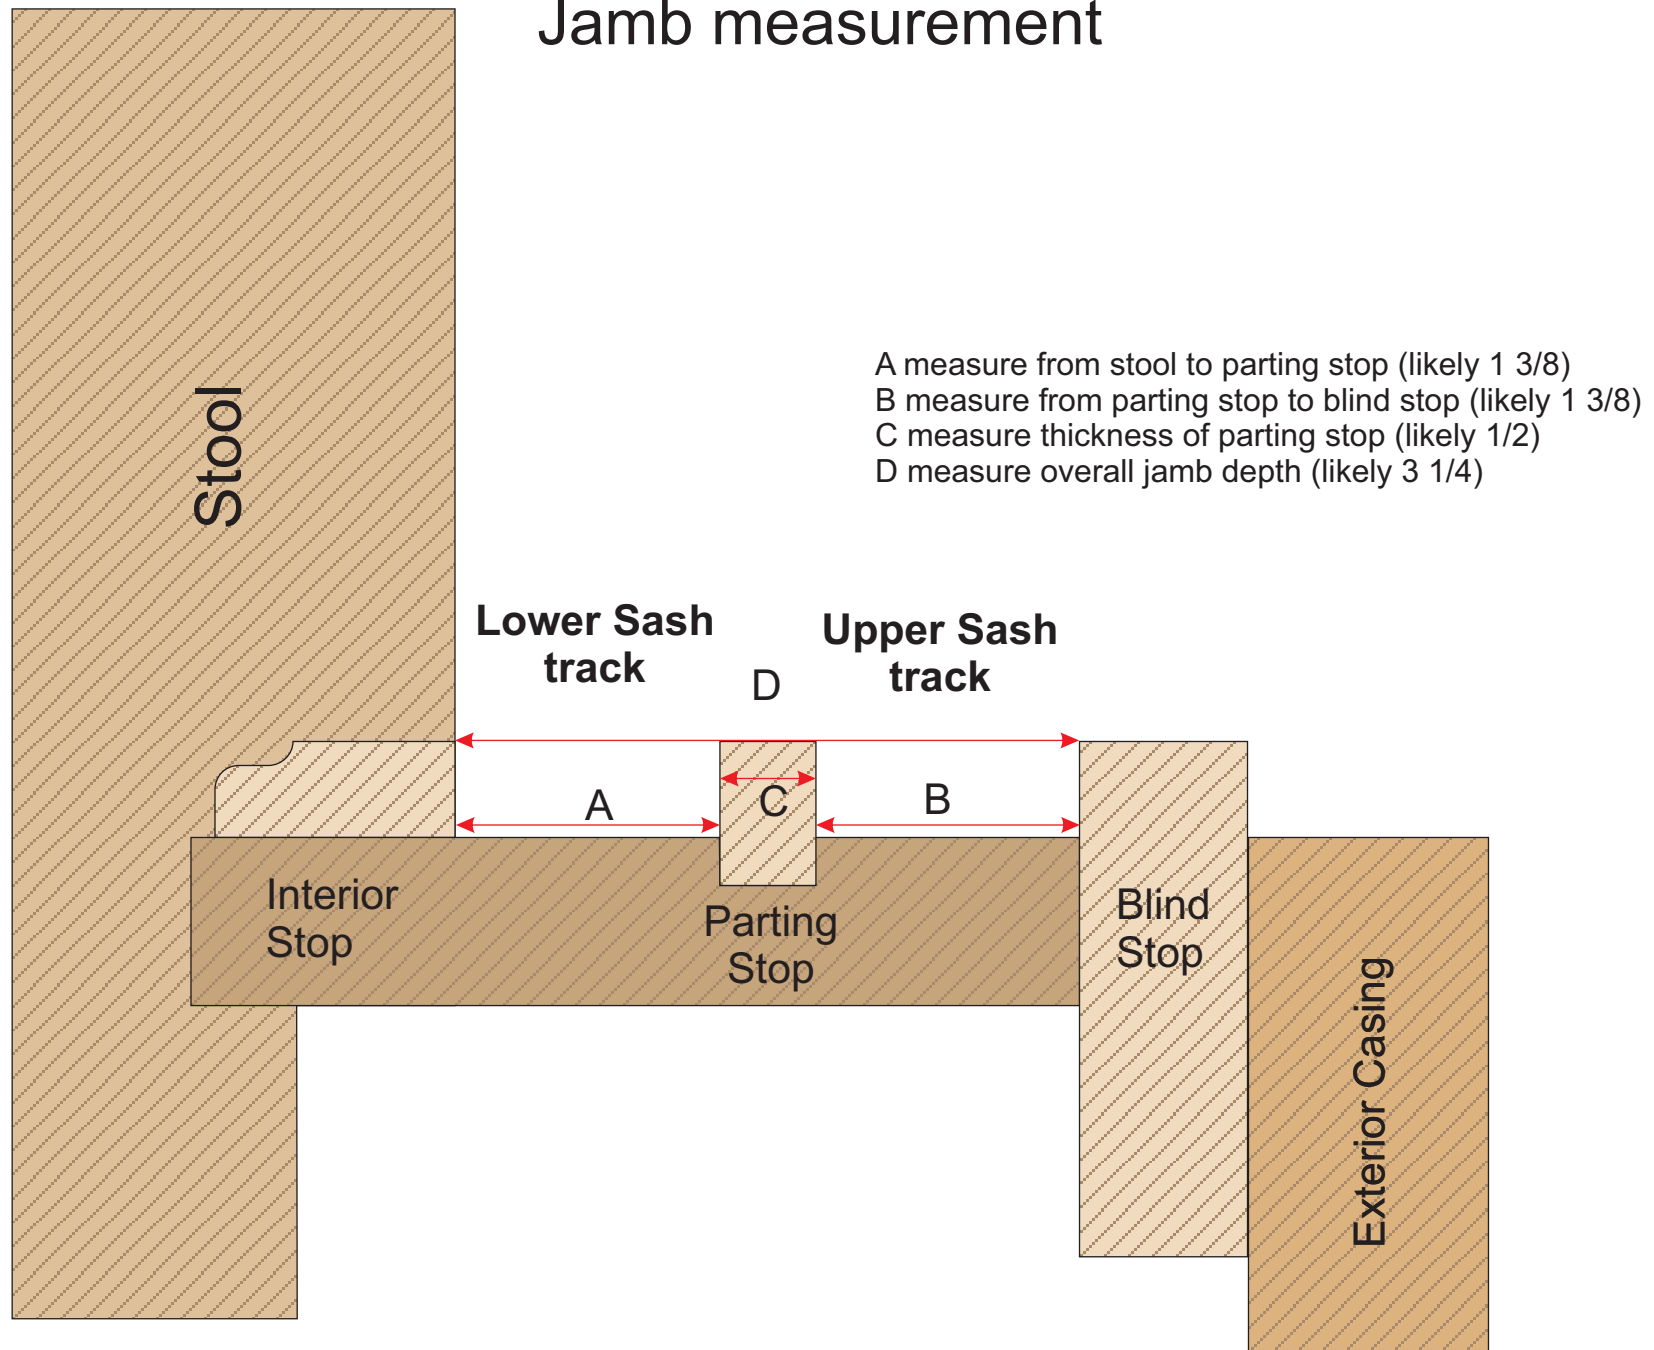 Jamb measurement
Stool
A measure from stool to parting stop (likely 1 3/8)
B measure from parting stop to blind stop (likely 1 3/8)
C measure thickness of parting stop (likely 1/2)
D measure overall jamb depth (likely 3 1/4)
Lower Sash
track
Upper Sash
track
D
A
C
B
Interior
Stop
Parting
Stop
Blind
Stop
Exterior Casing